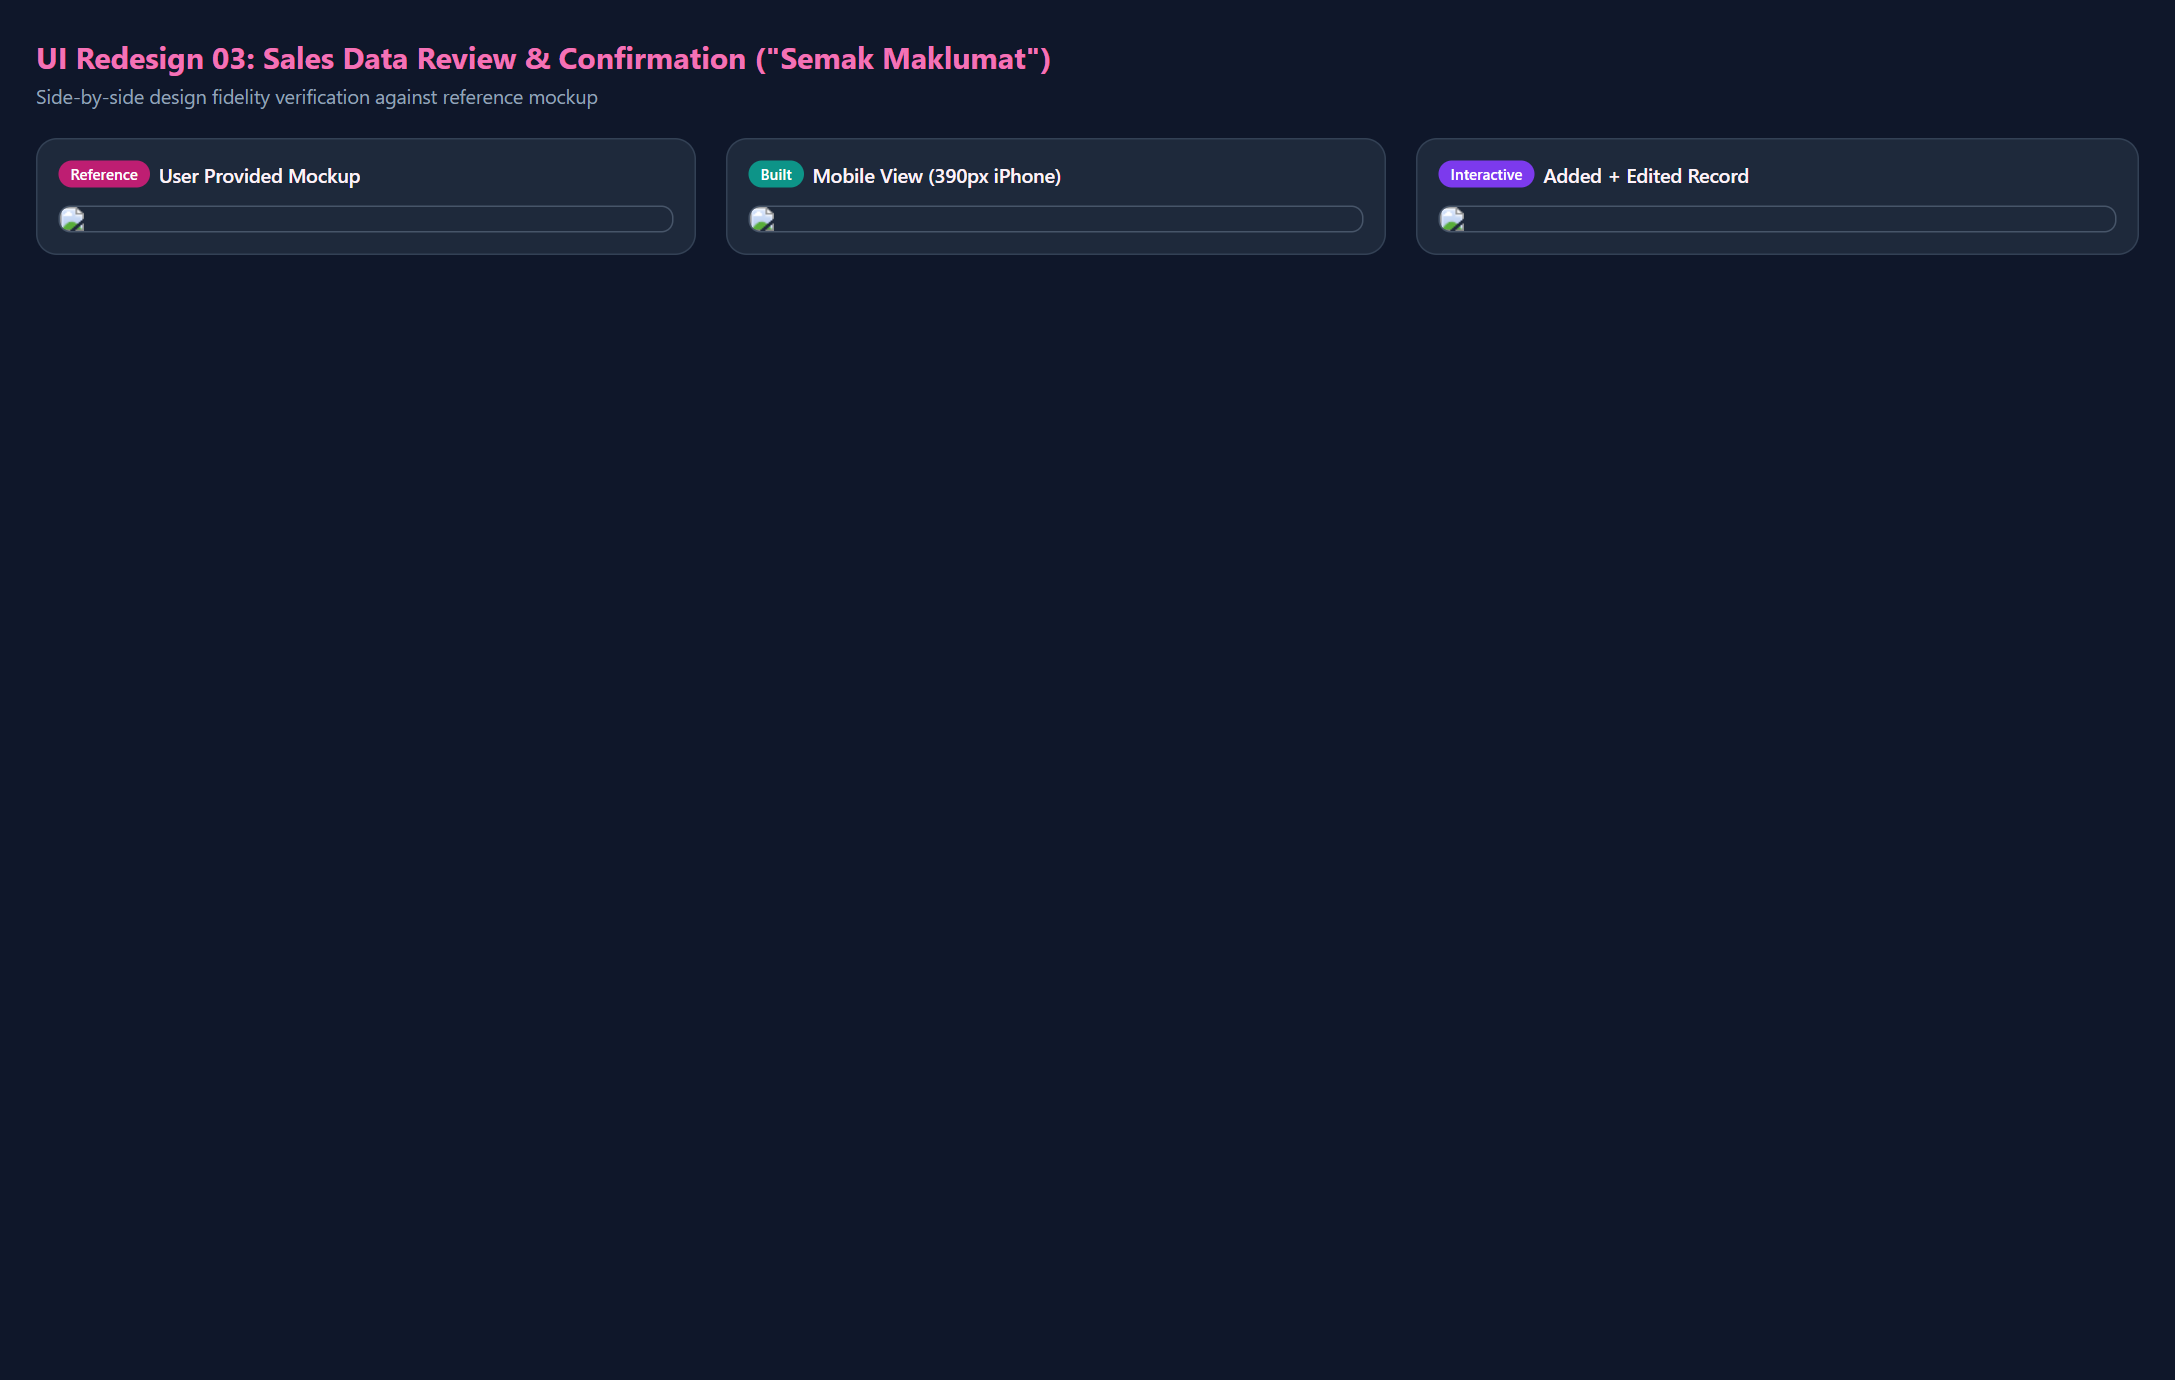 UI Redesign 03: Sales Data Review & Confirmation ("Semak Maklumat")
Side-by-side design fidelity verification against reference mockup
Reference User Provided Mockup
Built Mobile View (390px iPhone)
Interactive Added + Edited Record